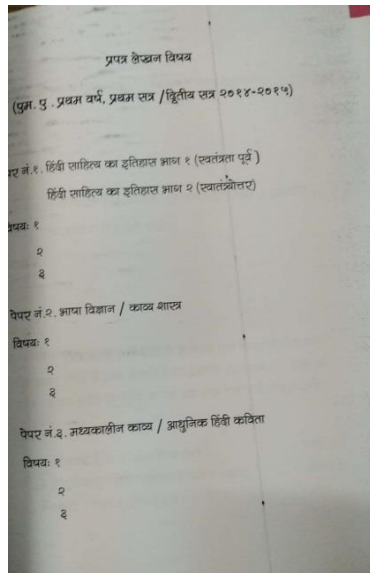 प्रपत्र लेखन विषय
(एम. ए . प्रथम वर्ष, प्रथम सत्र /द्वितीय सत्र २०१४-२०१५)
नं.१. हिंदी साहित्य का इतिहास भाग १ (स्वतंत्रता पूर्व )
हिंदी साहित्य का इतिहास भाग २ (स्वातंत्र्योत्तर)
विषयः १
२
३
पेपर नं.२. भाषा विज्ञान / काव्य शास्त्र
विषयः १
२
३
पेपर नं.३. मध्यकालीन काव्य / आधुनिक हिंदी कविता
विषयः १
२
३